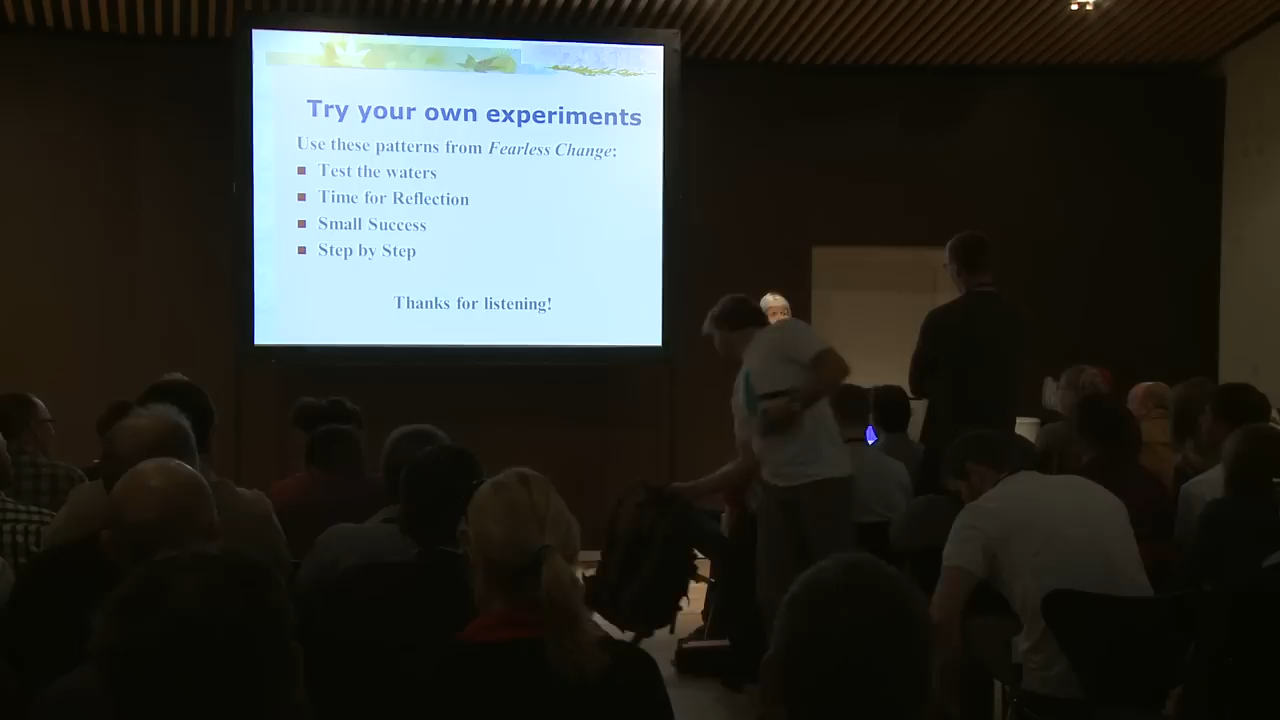 Try your own experiments
Use these patterns from Fearless Change:
Test the waters
Time for Reflection
Small Success
Step by Step
Thanks for listening!